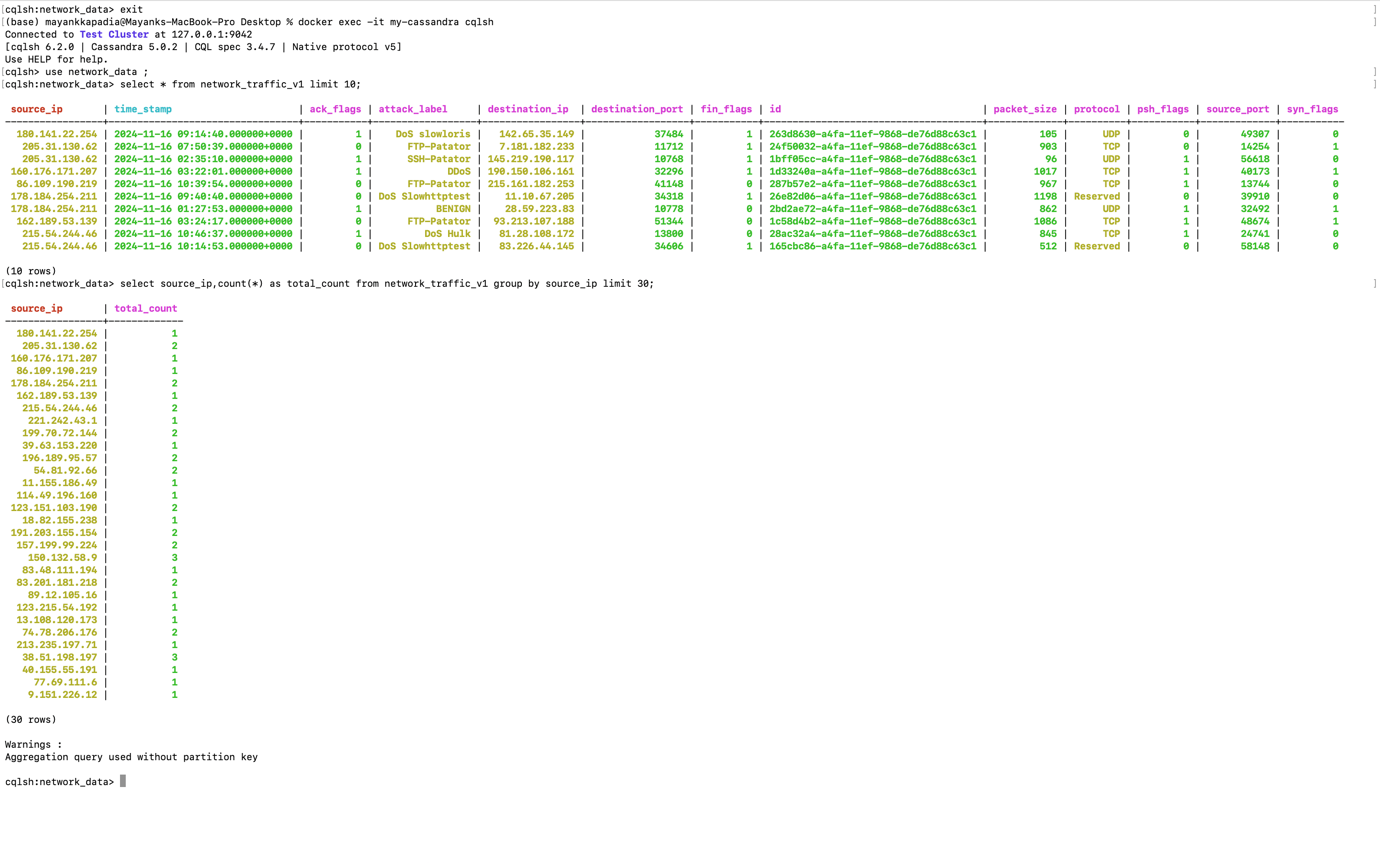 [cqlsh:network_data> exit ]
[(base) mayankkapadia@Mayanks-MacBook-Pro Desktop % docker exec -it my-cassandra cqlsh ]
Connected to Test Cluster at 127.0.0.1:9042
[cqlsh 6.2.0 | Cassandra 5.0.2 | CQL spec 3.4.7 | Native protocol v5]
Use HELP for help.
[cqlsh> use network_data ; ]
[cqlsh:network_data> select * from network_traffic_v1 limit 10; ]
source_ip | time_stamp | ack_flags | attack_label | destination_ip | destination_port | fin_flags | id | packet_size | protocol | psh_flags | source_port | syn_flags
180.141.22.254 | 2024-11-16 09:14:40.000000+0000 | 1 | DoS slowloris | 142.65.35.149 | 37484 | 1 | 263d8630-a4fa-11ef-9868-de76d88c63c1 | 105 | UDP | 0 | 49307 | 0
205.31.130.62 | 2024-11-16 07:50:39.000000+0000 | 0 | FTP-Patator | 7.181.182.233 | 11712 | 1 | 24f50032-a4fa-11ef-9868-de76d88c63c1 | 903 | TCP | 0 | 14254 | 1
205.31.130.62 | 2024-11-16 02:35:10.000000+0000 | 1 | SSH-Patator | 145.219.190.117 | 10768 | 1 | 1bff05cc-a4fa-11ef-9868-de76d88c63c1 | 96 | UDP | 1 | 56618 | 0
160.176.171.207 | 2024-11-16 03:22:01.000000+0000 | 1 | DDoS | 190.150.106.161 | 32296 | 1 | 1d33240a-a4fa-11ef-9868-de76d88c63c1 | 1017 | TCP | 1 | 40173 | 1
86.109.190.219 | 2024-11-16 10:39:54.000000+0000 | 0 | FTP-Patator | 215.161.182.253 | 41148 | 0 | 287b57e2-a4fa-11ef-9868-de76d88c63c1 | 967 | TCP | 1 | 13744 | 0
178.184.254.211 | 2024-11-16 09:40:40.000000+0000 | 0 | DoS Slowhttptest | 11.10.67.205 | 34318 | 1 | 26e82d06-a4fa-11ef-9868-de76d88c63c1 | 1198 | Reserved | 0 | 39910 | 0
178.184.254.211 | 2024-11-16 01:27:53.000000+0000 | 1 | BENIGN | 28.59.223.83 | 10778 | 0 | 2bd2ae72-a4fa-11ef-9868-de76d88c63c1 | 862 | UDP | 1 | 32492 | 1
162.189.53.139 | 2024-11-16 03:24:17.000000+0000 | 0 | FTP-Patator | 93.213.107.188 | 51344 | 0 | 1c58d4b2-a4fa-11ef-9868-de76d88c63c1 | 1086 | TCP | 1 | 48674 | 1
215.54.244.46 | 2024-11-16 10:46:37.000000+0000 | 1 | DoS Hulk | 81.28.108.172 | 13800 | 0 | 28ac32a4-a4fa-11ef-9868-de76d88c63c1 | 845 | TCP | 1 | 24741 | 0
215.54.244.46 | 2024-11-16 10:14:53.000000+0000 | 0 | DoS Slowhttptest | 83.226.44.145 | 34606 | 1 | 165cbc86-a4fa-11ef-9868-de76d88c63c1 | 512 | Reserved | 0 | 58148 | 0
(10 rows)
[cqlsh:network_data> select source_ip,count(*) as total_count from network_traffic_v1 group by source_ip limit 30; ]
source_ip | total_count
180.141.22.254 | 1
205.31.130.62 | 2
160.176.171.207 | 1
86.109.190.219 | 1
178.184.254.211 | 2
162.189.53.139 | 1
215.54.244.46 | 2
221.242.43.1 | 1
199.70.72.144 | 2
39.63.153.220 | 1
196.189.95.57 | 2
54.81.92.66 | 2
11.155.186.49 | 1
114.49.196.160 | 1
123.151.103.190 | 2
18.82.155.238 | 1
191.203.155.154 | 2
157.199.99.224 | 2
150.132.58.9 | 3
83.48.111.194 | 1
83.201.181.218 | 2
89.12.105.16 | 1
123.215.54.192 | 1
13.108.120.173 | 1
74.78.206.176 | 2
213.235.197.71 | 1
38.51.198.197 | 3
40.155.55.191 | 1
77.69.111.6 | 1
9.151.226.12 | 1
(30 rows)
Warnings :
Aggregation query used without partition key
cqlsh:network_data>